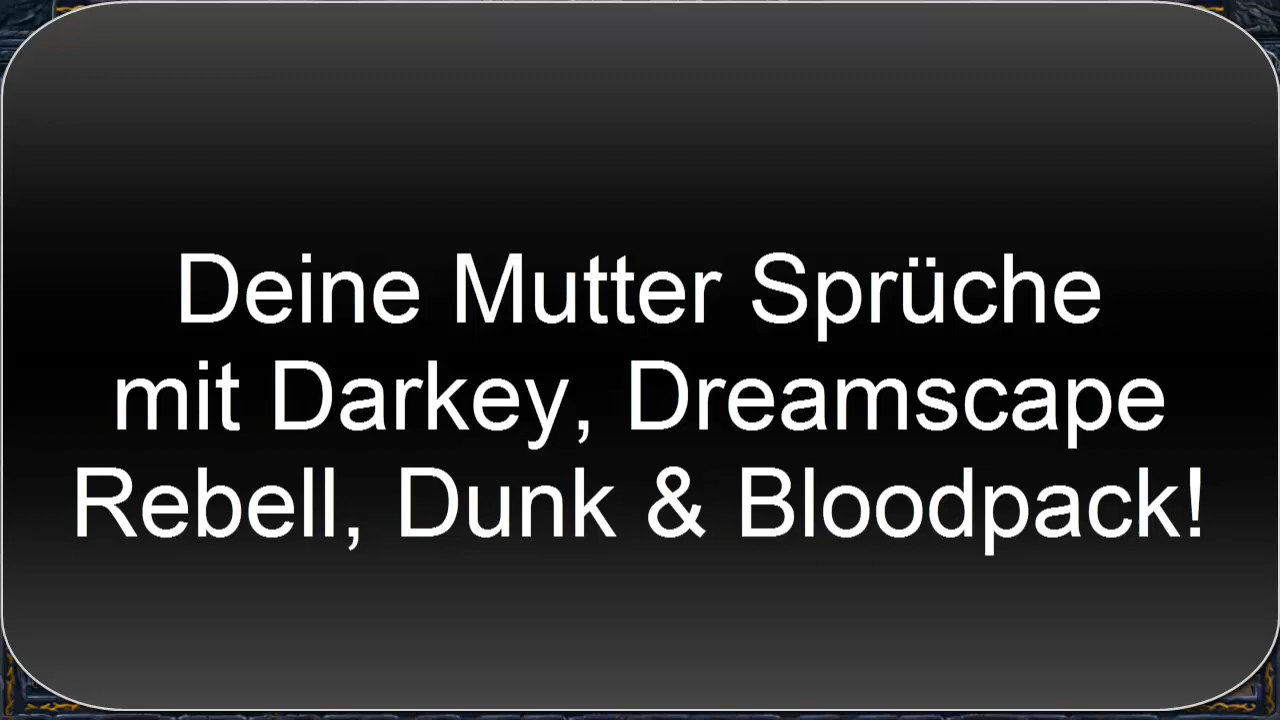 Deine Mutter Sprüche
mit Darkey, Dreamscape
Rebell, Dunk & Bloodpack!